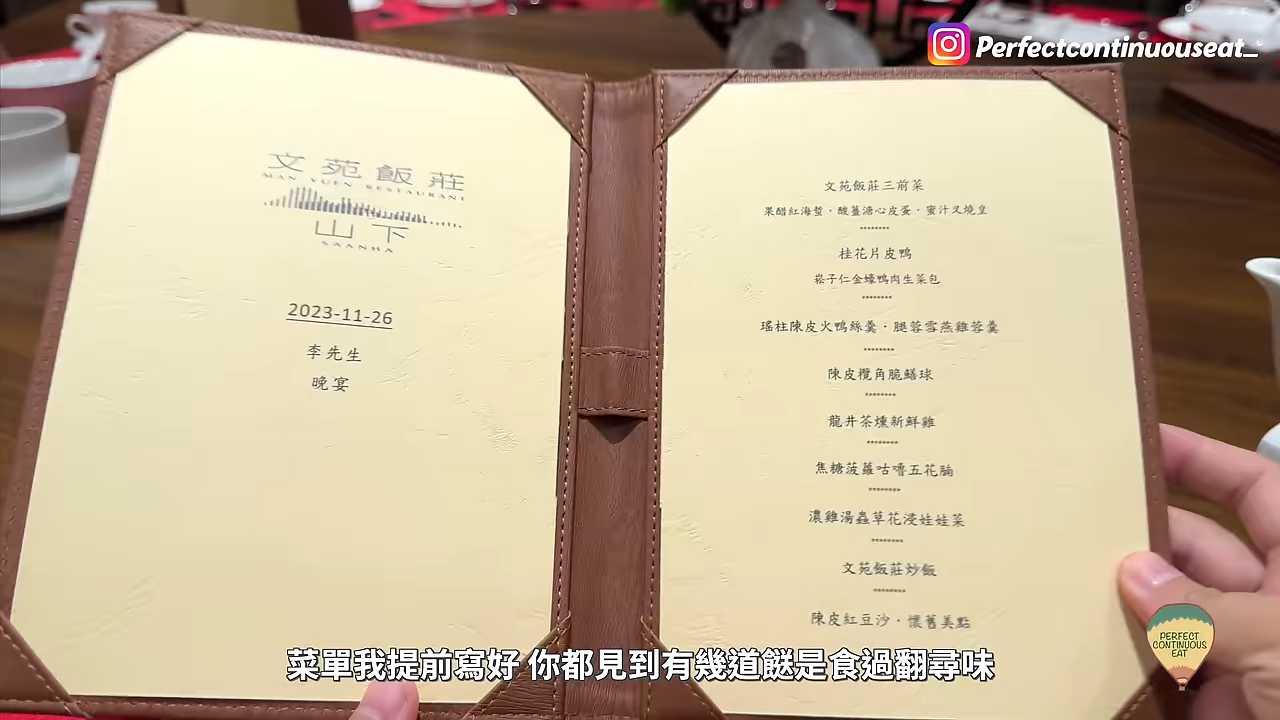 Perfectcontinuouseat_
文苑飯莊
MAN YUEN RESTAURANT
山下
SAANHA
2023-11-26
李先生
晚宴
文苑飯莊三前菜
果醋紅海蜇·酸薑溏心皮蛋·蜜汁叉燒皇
********
桂花片皮鴨
崧子仁金蠔鴨肉生菜包
********
瑤柱陳皮火鴨絲羹·腿蓉雪燕雞蓉羹
********
陳皮欖角脆鱔球
********
龍井茶燻新鮮雞
********
焦糖菠蘿咕嚕五花腩
********
濃雞湯蟲草花浸娃娃菜
********
文苑飯莊炒飯
********
陳皮紅豆沙·懷舊美點
菜單我提前寫好 你都見到有幾道餸是食過翻尋味
PERFECT
CONTINUOUS
EAT